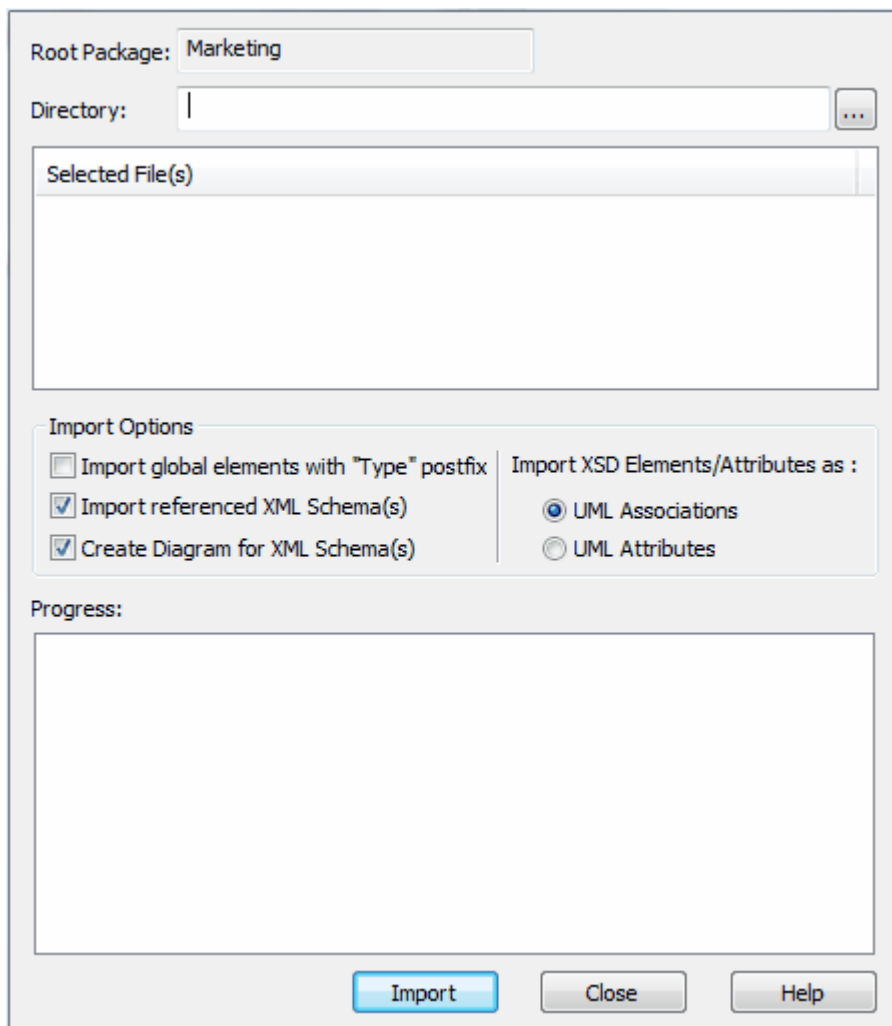 Root Package: Marketing
Directory: ...
Selected File(s)
Import Options
Import global elements with "Type" postfix
Import XSD Elements/Attributes as :
Import referenced XML Schema(s)
UML Associations
Create Diagram for XML Schema(s)
UML Attributes
Progress:
Import Close Help